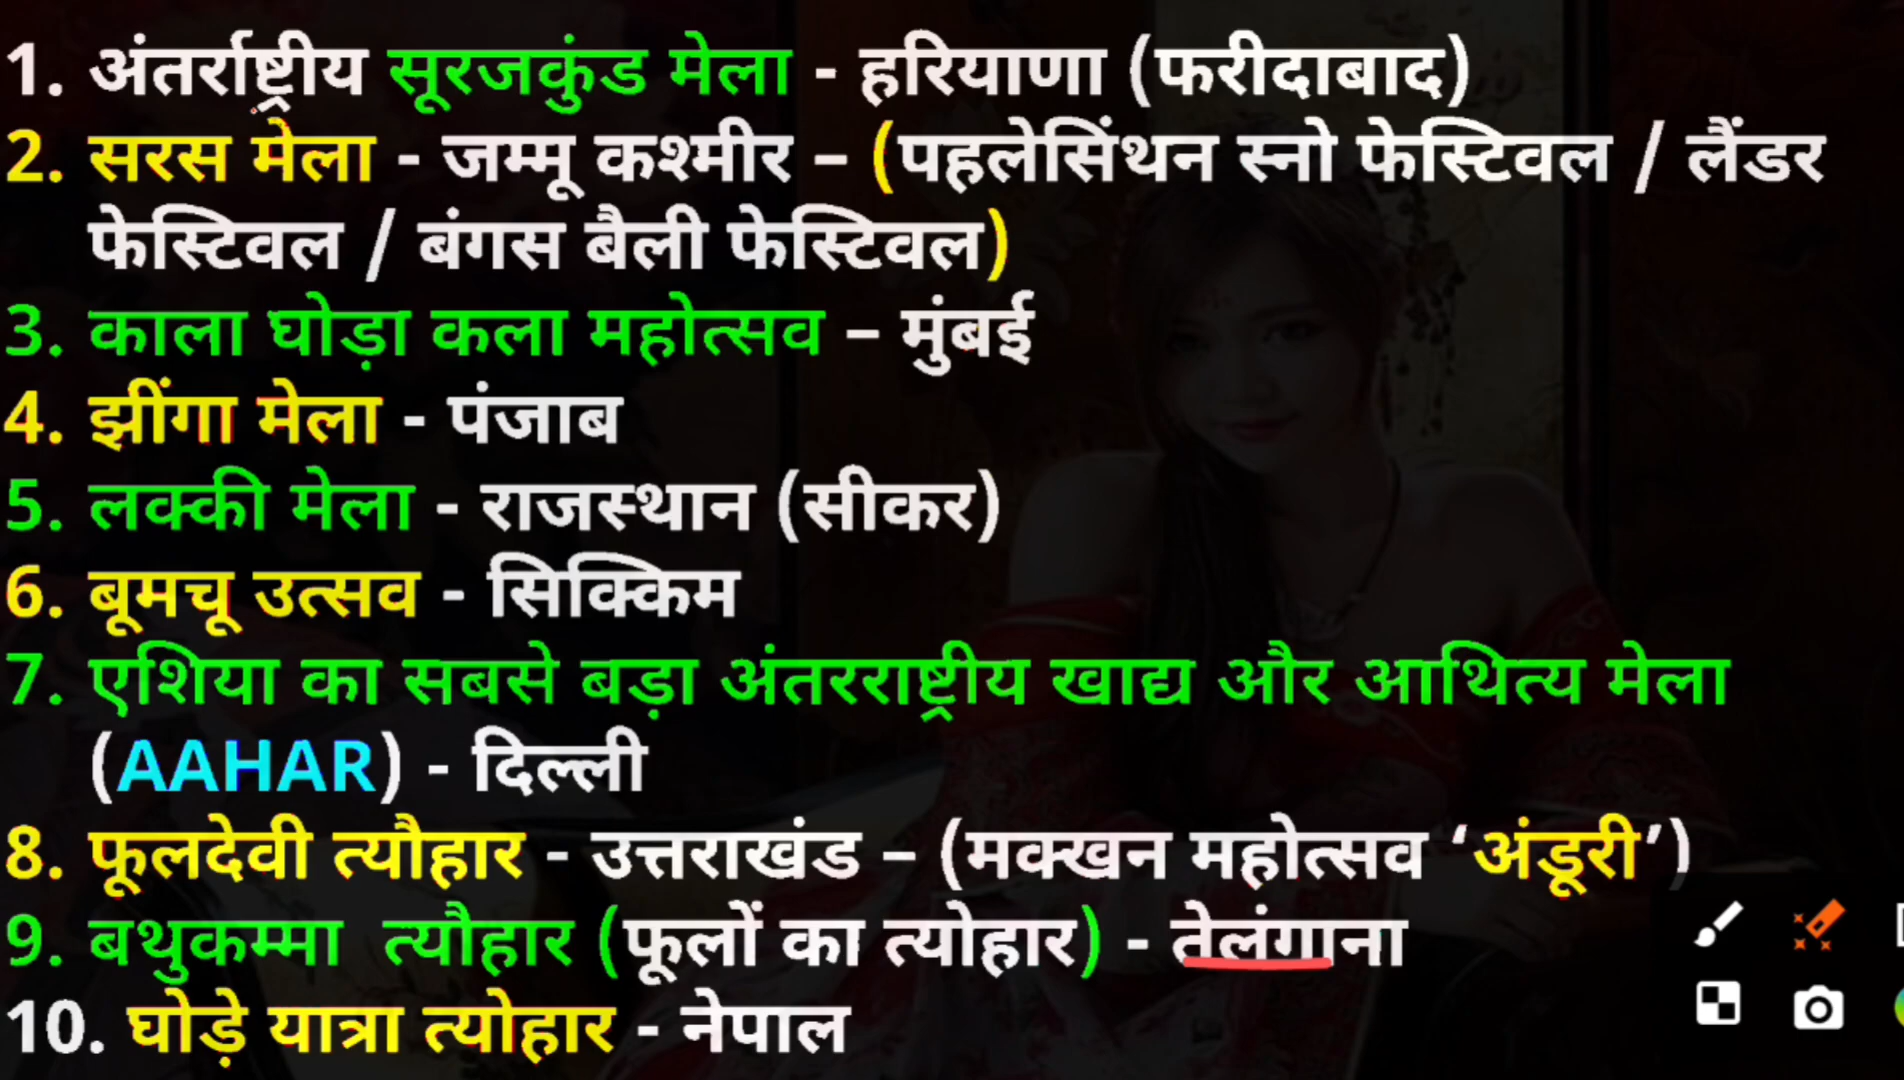 1. अंतर्राष्ट्रीय सूरजकुंड मेला - हरियाणा (फरीदाबाद)
2. सरस मेला - जम्मू कश्मीर – (पहलेसिंथन स्नो फेस्टिवल / लैंडर
फेस्टिवल / बंगस बैली फेस्टिवल)
3. काला घोड़ा कला महोत्सव – मुंबई
4. झींगा मेला - पंजाब
5. लक्की मेला - राजस्थान (सीकर)
6. बूमचू उत्सव - सिक्किम
7. एशिया का सबसे बड़ा अंतरराष्ट्रीय खाद्य और आथित्य मेला
(AAHAR) - दिल्ली
8. फूलदेवी त्यौहार - उत्तराखंड – (मक्खन महोत्सव ‘अंडूरी’)
9. बथुकम्मा त्यौहार (फूलों का त्योहार) - तेलंगाना
10. घोड़े यात्रा त्योहार - नेपाल